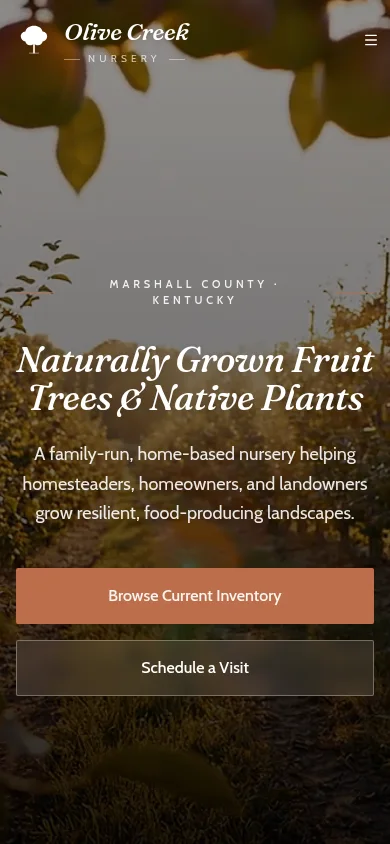 Olive Creek
NURSERY
MARSHALL COUNTY ·
KENTUCKY
Naturally Grown Fruit
Trees & Native Plants
A family-run, home-based nursery helping
homesteaders, homeowners, and landowners
grow resilient, food-producing landscapes.
Browse Current Inventory
Schedule a Visit